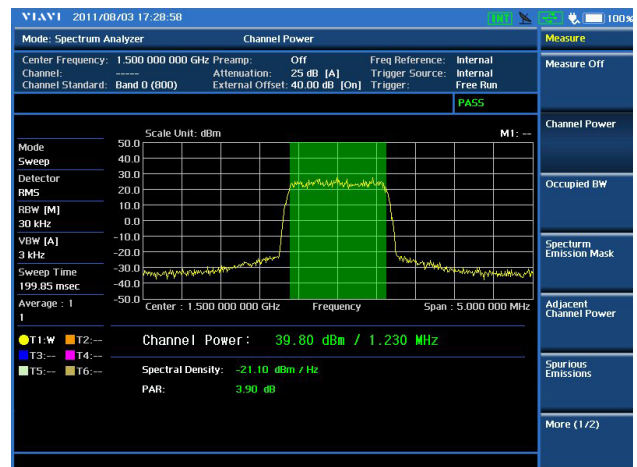 VIAVI 2011/08/03 17:28:58 INT 100%
Mode: Spectrum Analyzer Channel Power
Center Frequency: 1.500 000 000 GHz Preamp: Off Freq Reference: Internal
Channel: ----- Attenuation: 25 dB [A] Trigger Source: Internal
Channel Standard: Band 0 (800) External Offset: 40.00 dB [On] Trigger: Free Run
PASS
Scale Unit: dBm M1: --
Mode
Sweep
Detector
RMS
RBW [M]
30 kHz
VBW [A]
3 kHz
Sweep Time
199.85 msec
Average : 1
1
T1:W T2:--
T3:-- T4:--
T5:-- T6:--
50.0
40.0
30.0
20.0
10.0
0.0
-10.0
-20.0
-30.0
-40.0
-50.0
Center : 1.500 000 000 GHz Frequency Span : 5.000 000 MHz
Channel Power: 39.80 dBm / 1.230 MHz
Spectral Density: -21.10 dBm / Hz
PAR: 3.90 dB
Measure
Measure Off
Channel Power
Occupied BW
Specturm
Emission Mask
Adjacent
Channel Power
Spurious
Emissions
More (1/2)